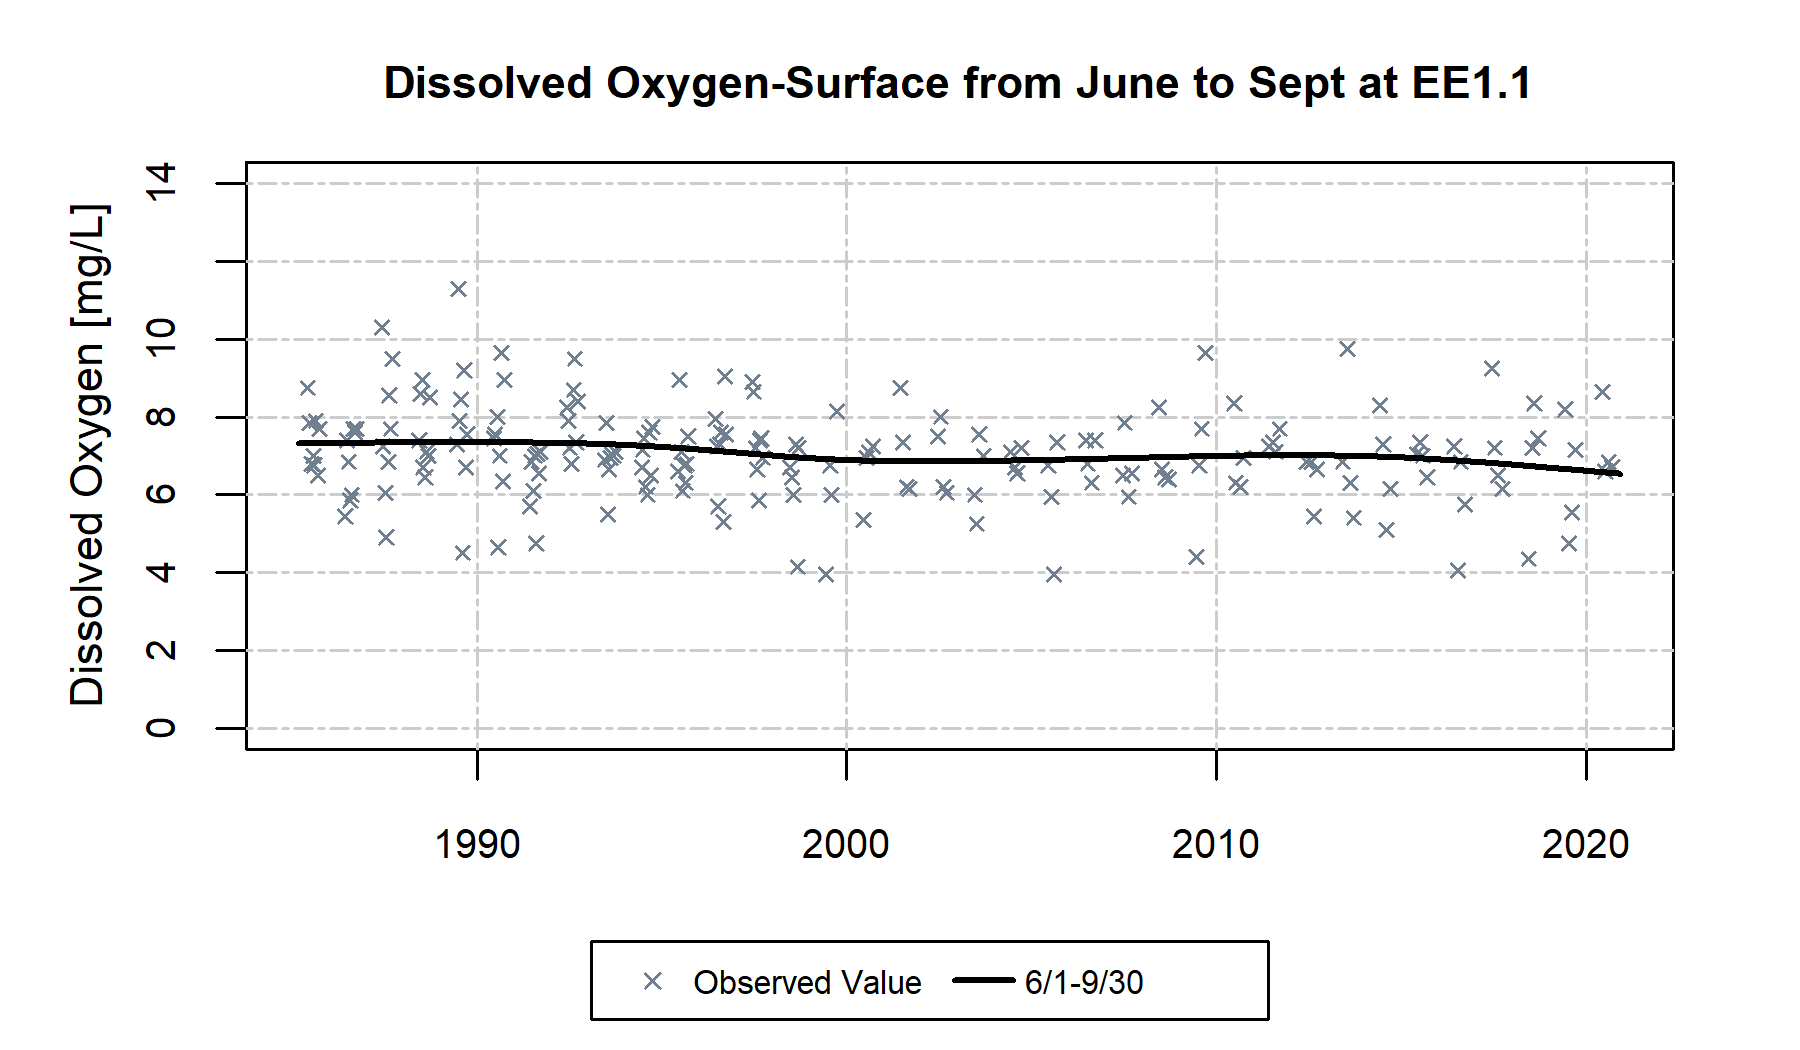 Dissolved Oxygen-Surface from June to Sept at EE1.1
Dissolved Oxygen [mg/L]
14
10
8
6
4
2
0
1990 2000 2010 2020
Observed Value 6/1-9/30